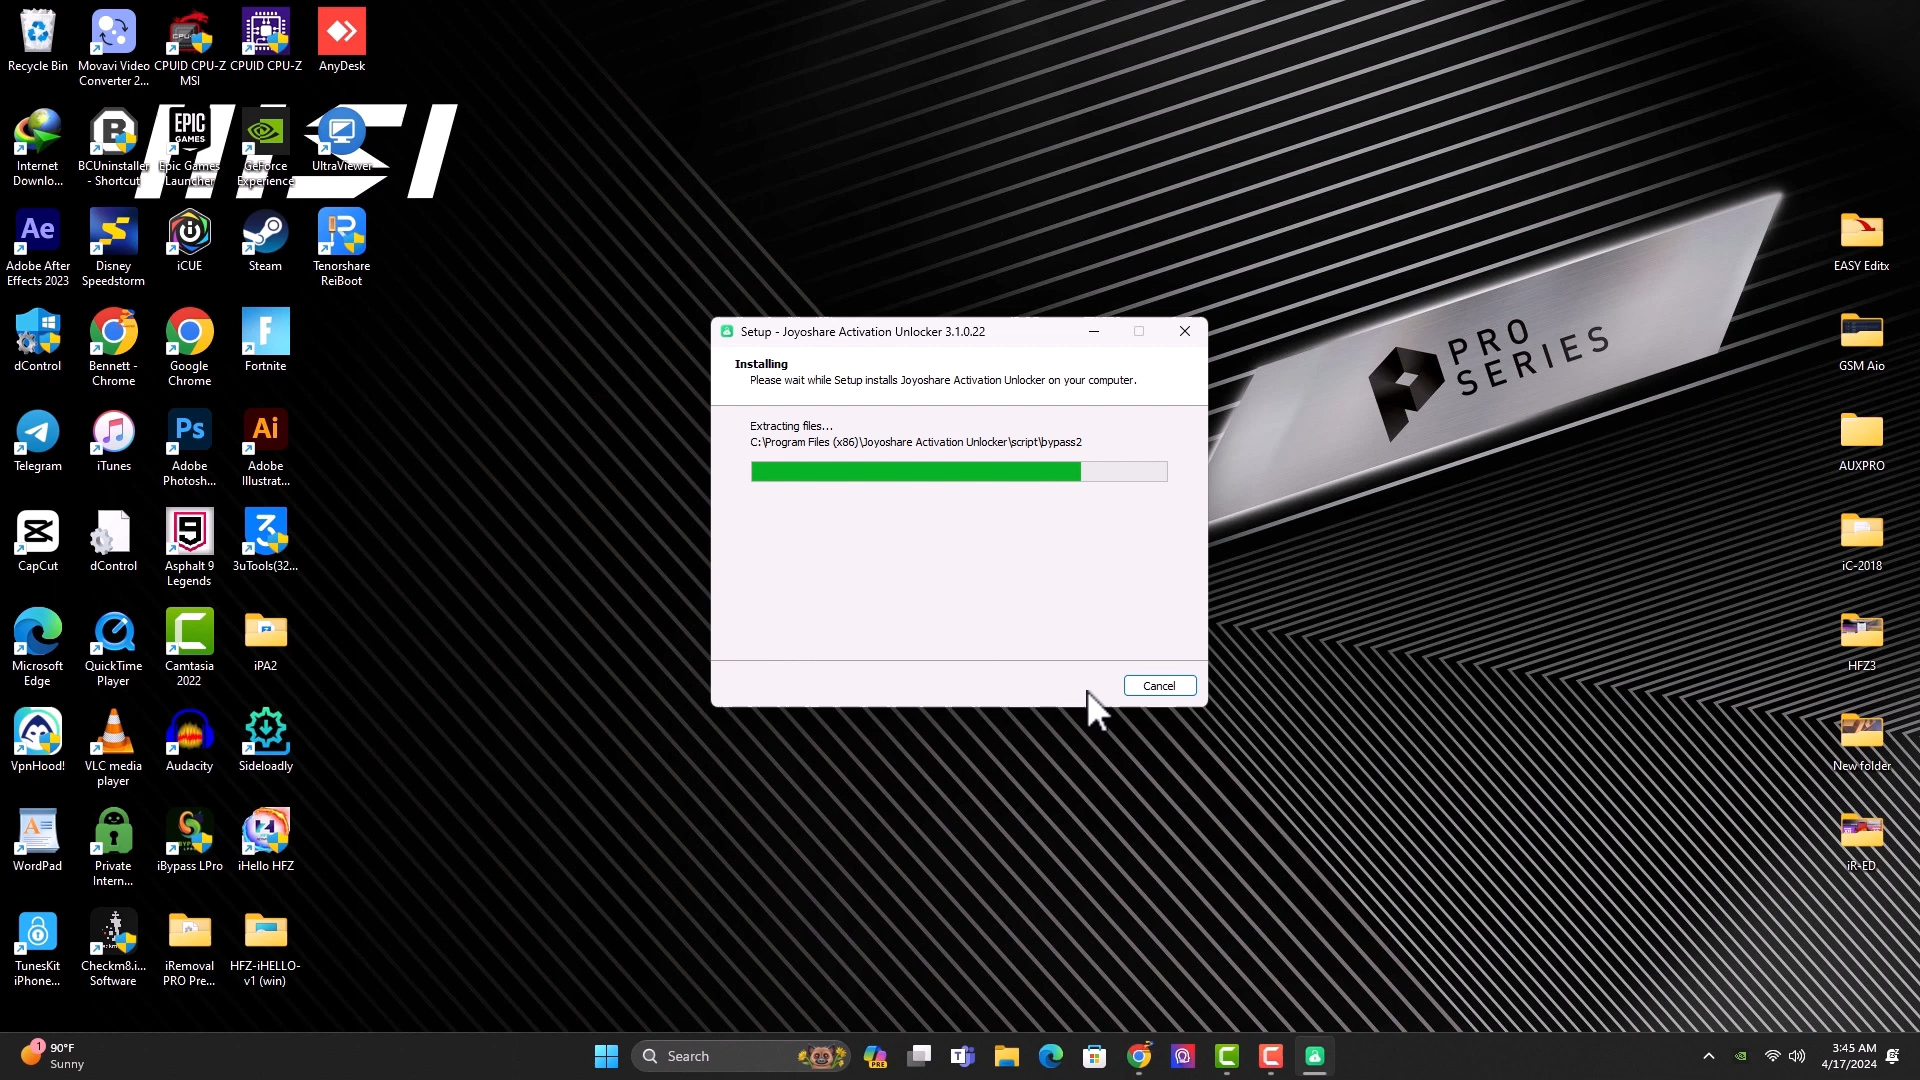 Recycle Bin
Movavi Video
Converter 2...
CPUID CPU-Z
MSI
CPUID CPU-Z
AnyDesk
Internet
Downlo...
BCUninstaller
- Shortcut
EPIC
GAMES
Epic Games
Launcher
GeForce
Experience
UltraViewer
Ae
Adobe After
Effects 2023
Disney
Speedstorm
iCUE
Steam
Tenorshare
ReiBoot
dControl
Bennett -
Chrome
Google
Chrome
Fortnite
Telegram
iTunes
Ps
Adobe
Photosh...
Ai
Adobe
Illustrat...
CapCut
dControl
Asphalt 9
Legends
3uTools(32...
Microsoft
Edge
QuickTime
Player
Camtasia
2022
iPA2
VpnHood!
VLC media
player
Audacity
Sideloadly
WordPad
Private
Intern...
iBypass LPro
iHello HFZ
TunesKit
iPhone...
Checkm8.i...
Software
iRemoval
PRO Pre...
HFZ-iHELLO-
v1 (win)
PRO
SERIES
Setup - Joyoshare Activation Unlocker 3.1.0.22
Installing
Please wait while Setup installs Joyoshare Activation Unlocker on your computer.
Extracting files...
C:\Program Files (x86)\Joyoshare Activation Unlocker\script\bypass2
Cancel
EASY Editx
GSM Aio
AUXPRO
iC-2018
HFZ3
New folder
iR-ED
1
90°F
Sunny
Search
PRE
3:45 AM
4/17/2024